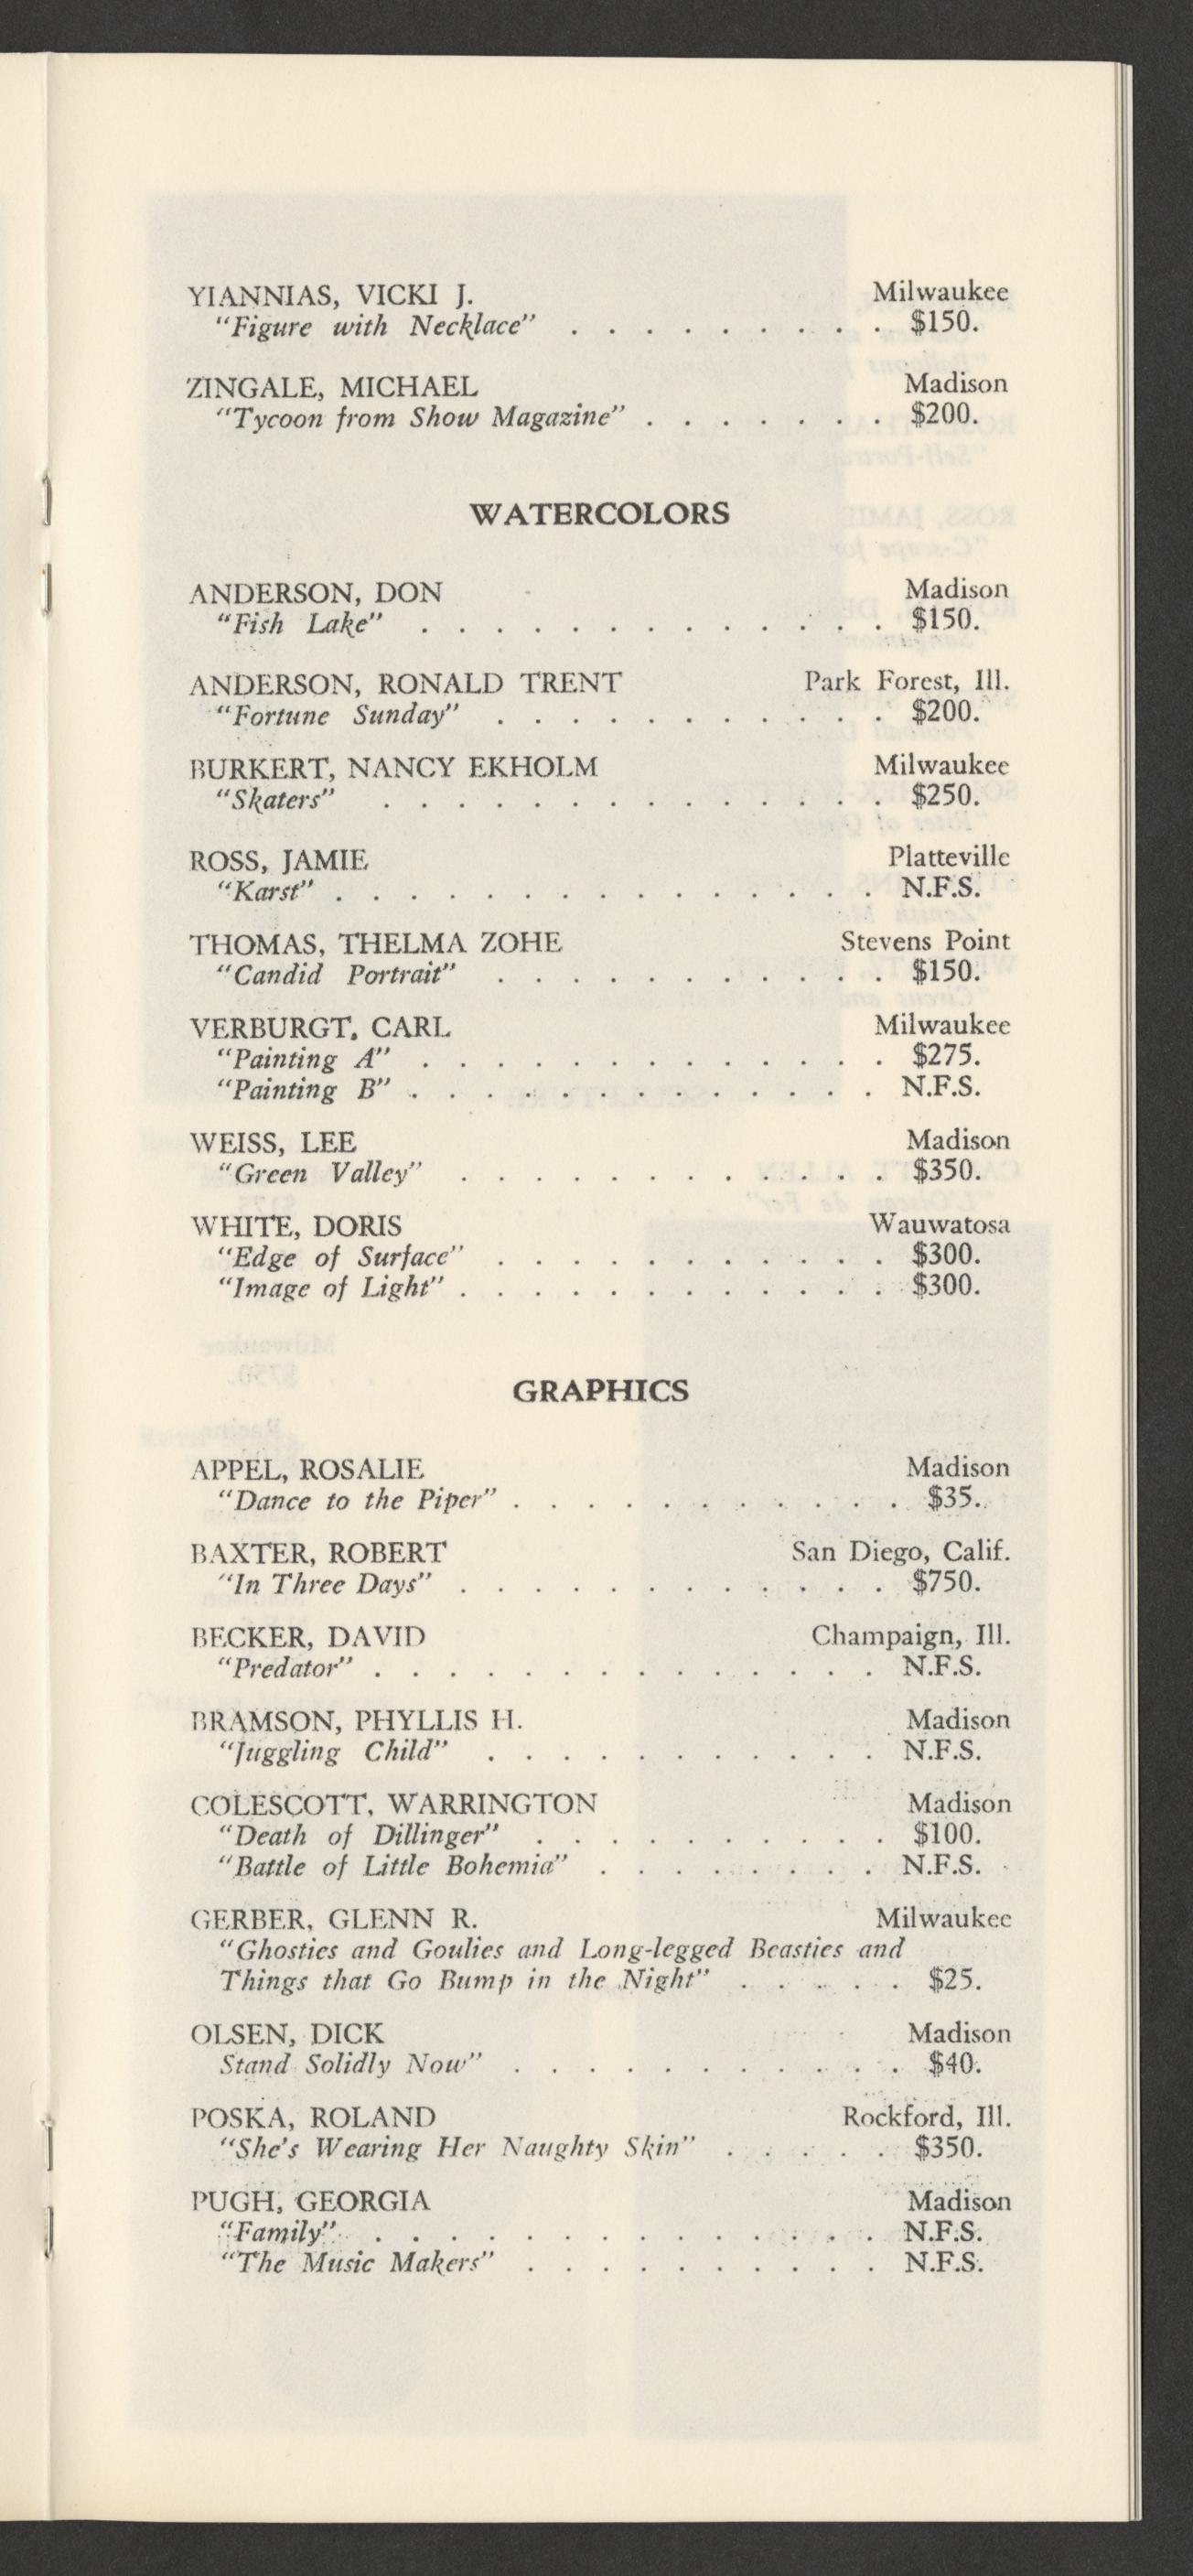 YIANNIAS, VICKI J. Milwaukee
"Figure with Necklace" . . . . . . . . . $150.
ZINGALE, MICHAEL Madison
"Tycoon from Show Magazine" . . . . . . . $200.
WATERCOLORS
ANDERSON, DON Madison
"Fish Lake" . . . . . . . . . . . . . $150.
ANDERSON, RONALD TRENT Park Forest, Ill.
"Fortune Sunday" . . . . . . . . . . . $200.
BURKERT, NANCY EKHOLM Milwaukee
"Skaters" . . . . . . . . . . . . . . $250.
ROSS, JAMIE Platteville
"Karst" . . . . . . . . . . . . . . . N.F.S.
THOMAS, THELMA ZOHE Stevens Point
"Candid Portrait" . . . . . . . . . . . $150.
VERBURGT, CARL Milwaukee
"Painting A" . . . . . . . . . . . . . $275.
"Painting B" . . . . . . . . . . . . . N.F.S.
WEISS, LEE Madison
"Green Valley" . . . . . . . . . . . . $350.
WHITE, DORIS Wauwatosa
"Edge of Surface" . . . . . . . . . . . $300.
"Image of Light" . . . . . . . . . . . . $300.
GRAPHICS
APPEL, ROSALIE Madison
"Dance to the Piper" . . . . . . . . . . . $35.
BAXTER, ROBERT San Diego, Calif.
"In Three Days" . . . . . . . . . . . . $750.
BECKER, DAVID Champaign, Ill.
"Predator" . . . . . . . . . . . . . . N.F.S.
BRAMSON, PHYLLIS H. Madison
"Juggling Child" . . . . . . . . . . . N.F.S.
COLESCOTT, WARRINGTON Madison
"Death of Dillinger" . . . . . . . . . . $100.
"Battle of Little Bohemia" . . . . . . . . N.F.S.
GERBER, GLENN R. Milwaukee
"Ghosties and Goulies and Long-legged Beasties and
Things that Go Bump in the Night" . . . . . $25.
OLSEN, DICK Madison
Stand Solidly Now" . . . . . . . . . . $40.
POSKA, ROLAND Rockford, Ill.
"She's Wearing Her Naughty Skin" . . . . . $350.
PUGH, GEORGIA Madison
"Family" . . . . . . . . . . . . . . N.F.S.
"The Music Makers" . . . . . . . . . . N.F.S.